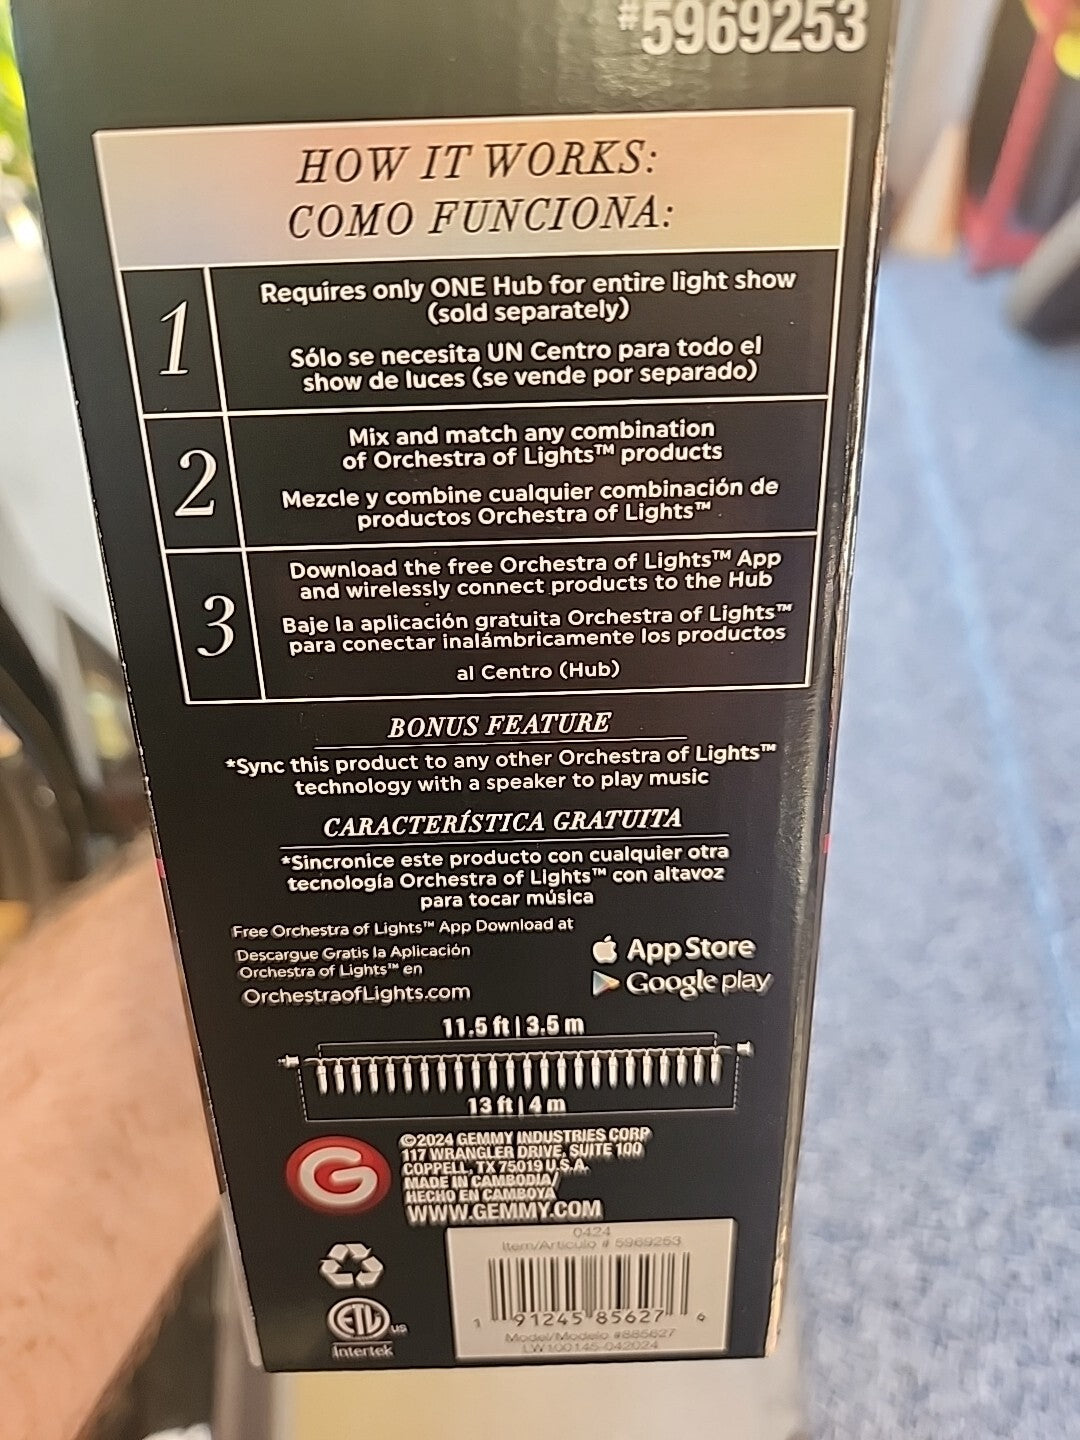 #5969253
HOW IT WORKS:
COMO FUNCIONA:
1
Requires only ONE Hub for entire light show
(sold separately)
Sólo se necesita UN Centro para todo el
show de luces (se vende por separado)
2
Mix and match any combination
of Orchestra of Lights™ products
Mezcle y combine cualquier combinación de
productos Orchestra of Lights™
3
Download the free Orchestra of Lights™ App
and wirelessly connect products to the Hub
Baje la aplicación gratuita Orchestra of Lights™
para conectar inalámbricamente los productos
al Centro (Hub)
BONUS FEATURE
*Sync this product to any other Orchestra of Lights™
technology with a speaker to play music
CARACTERÍSTICA GRATUITA
*Sincronice este producto con cualquier otra
tecnología Orchestra of Lights™ con altavoz
para tocar música
Free Orchestra of Lights™ App Download at
Descargue Gratis la Aplicación
Orchestra of Lights™ en
OrchestraofLights.com
App Store
Google play
11.5 ft | 3.5 m
13 ft | 4 m
G
©2024 GEMMY INDUSTRIES CORP
117 WRANGLER DRIVE, SUITE 100
COPPELL, TX 75019 U.S.A.
MADE IN CAMBODIA/
HECHO EN CAMBOYA
WWW.GEMMY.COM
0424
Item/Artículo # 5969253
1 91245 85627 6
Model/Modelo #885627
LW100145-042024
ETL US
Intertek